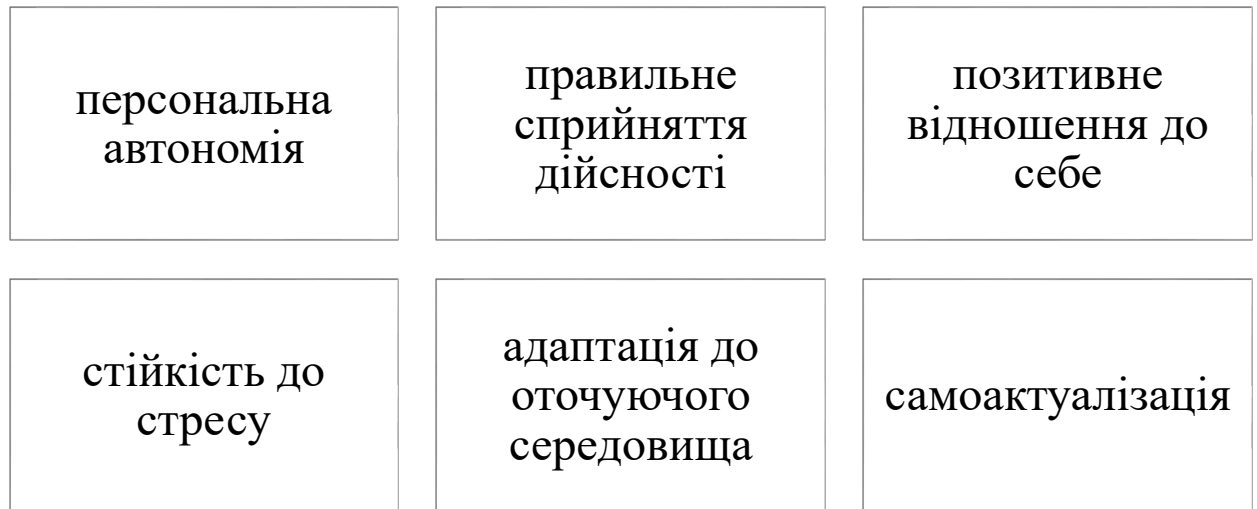 персональна
автономія
правильне
сприйняття
дійсності
позитивне
відношення до
себе
стійкість до
стресу
адаптація до
оточуючого
середовища
самоактуалізація